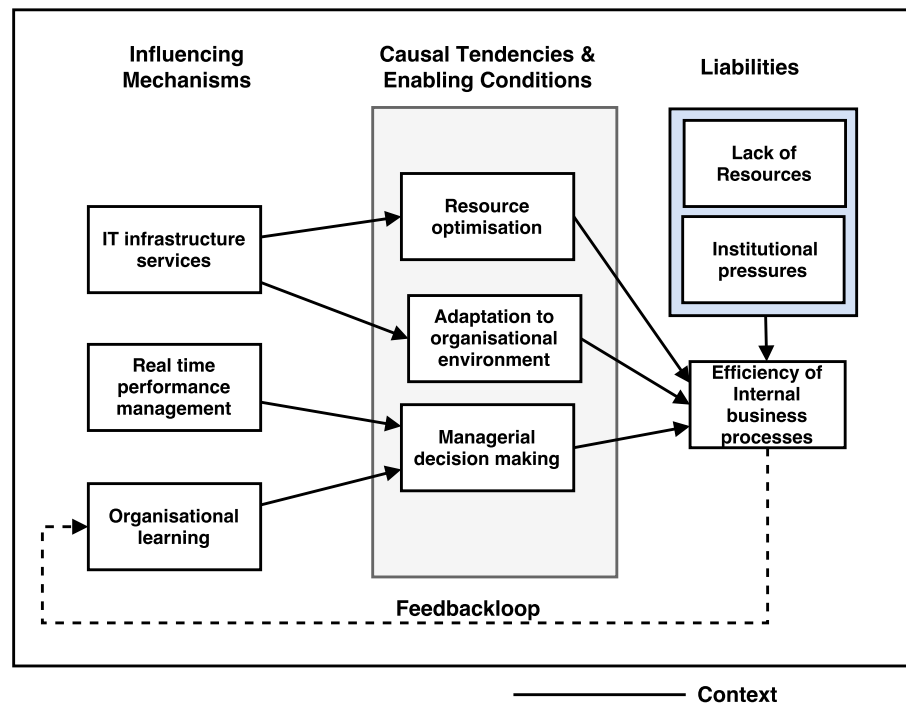 Influencing
Mechanisms
Causal Tendencies &
Enabling Conditions
Liabilities
Lack of
Resources
Institutional
pressures
IT infrastructure
services
Real time
performance
management
Organisational
learning
Resource
optimisation
Adaptation to
organisational
environment
Managerial
decision making
Efficiency of
Internal
business
processes
Feedbackloop
Context